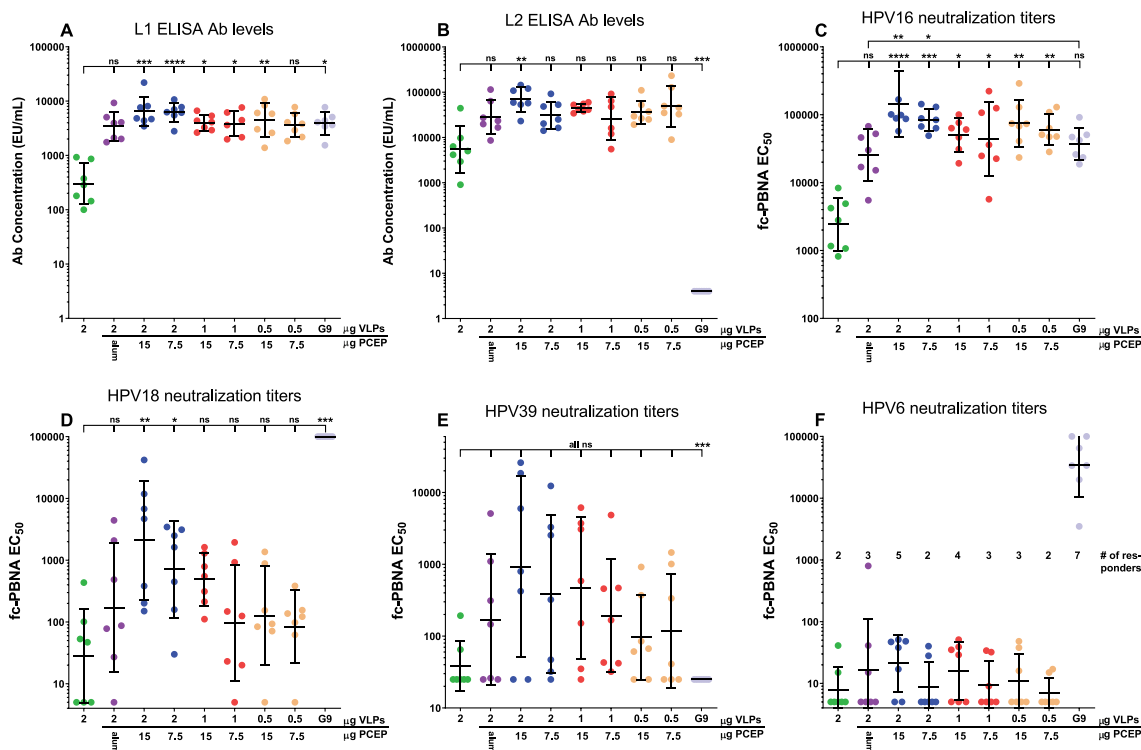 A
L1 ELISA Ab levels
ns *** **** * * ** ns *
Ab Concentration (EU/mL)
100000
10000
1000
100
10
1
2 2 2 2 1 1 0.5 0.5 G9 μg VLPs
alum 15 7.5 15 7.5 15 7.5 μg PCEP
B
L2 ELISA Ab levels
ns ** ns ns ns ns ns ***
Ab Concentration (EU/mL)
1000000
100000
10000
1000
100
10
1
2 2 2 2 1 1 0.5 0.5 G9 μg VLPs
alum 15 7.5 15 7.5 15 7.5 μg PCEP
C
HPV16 neutralization titers
** *
ns **** *** * * ** ** ns
fc-PBNA EC50
1000000
100000
10000
1000
100
2 2 2 2 1 1 0.5 0.5 G9 μg VLPs
alum 15 7.5 15 7.5 15 7.5 μg PCEP
D
HPV18 neutralization titers
ns ** * ns ns ns ns ***
fc-PBNA EC50
100000
10000
1000
100
10
2 2 2 2 1 1 0.5 0.5 G9 μg VLPs
alum 15 7.5 15 7.5 15 7.5 μg PCEP
E
HPV39 neutralization titers
all ns ***
fc-PBNA EC50
10000
1000
100
10
2 2 2 2 1 1 0.5 0.5 G9 μg VLPs
alum 15 7.5 15 7.5 15 7.5 μg PCEP
F
HPV6 neutralization titers
fc-PBNA EC50
100000
10000
1000
100
10
2 3 5 2 4 3 3 2 7 # of res-
ponders
2 2 2 2 1 1 0.5 0.5 G9 μg VLPs
alum 15 7.5 15 7.5 15 7.5 μg PCEP